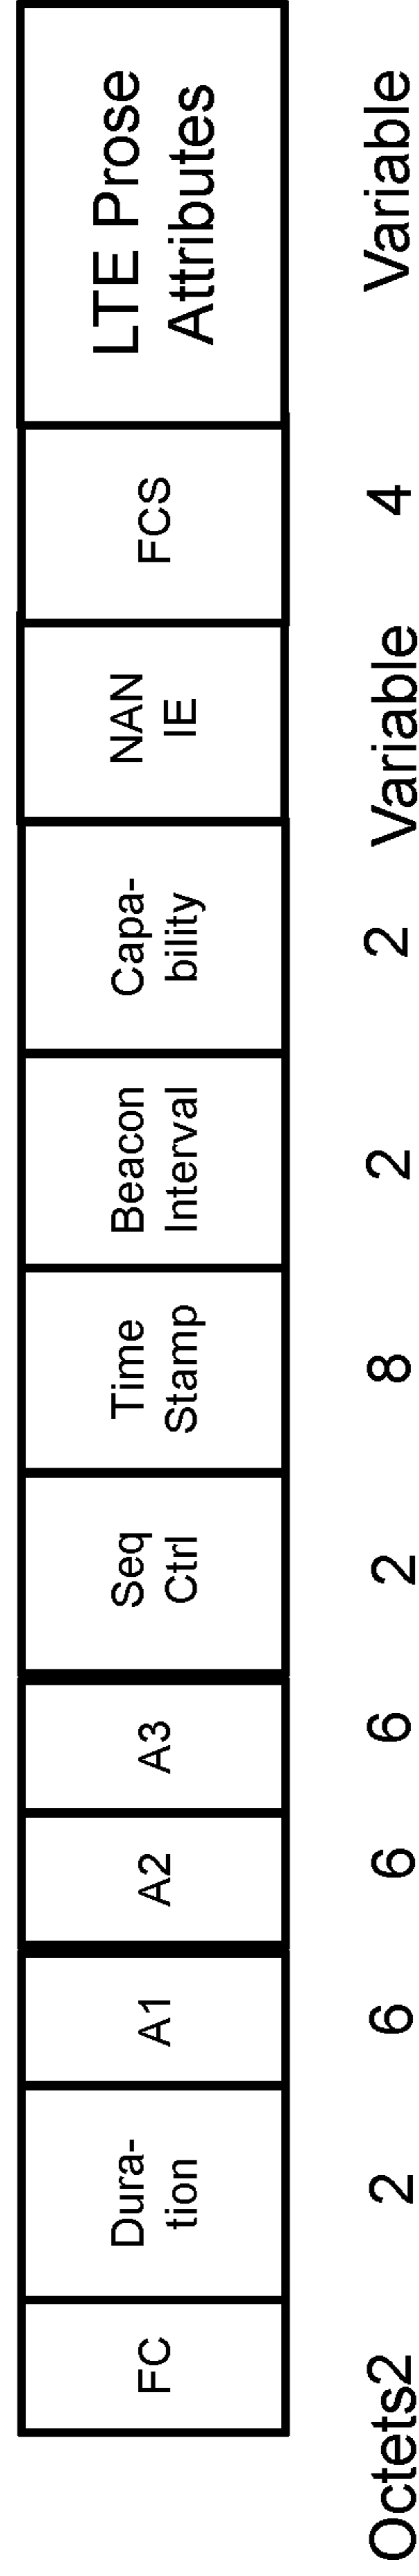 FC
Dura-
tion
A1
A2
A3
Seq
Ctrl
Time
Stamp
Beacon
Interval
Capa-
bility
NAN
IE
FCS
LTE Prose
Attributes
Octets2 2 6 6 6 2 8 2 2 Variable 4 Variable